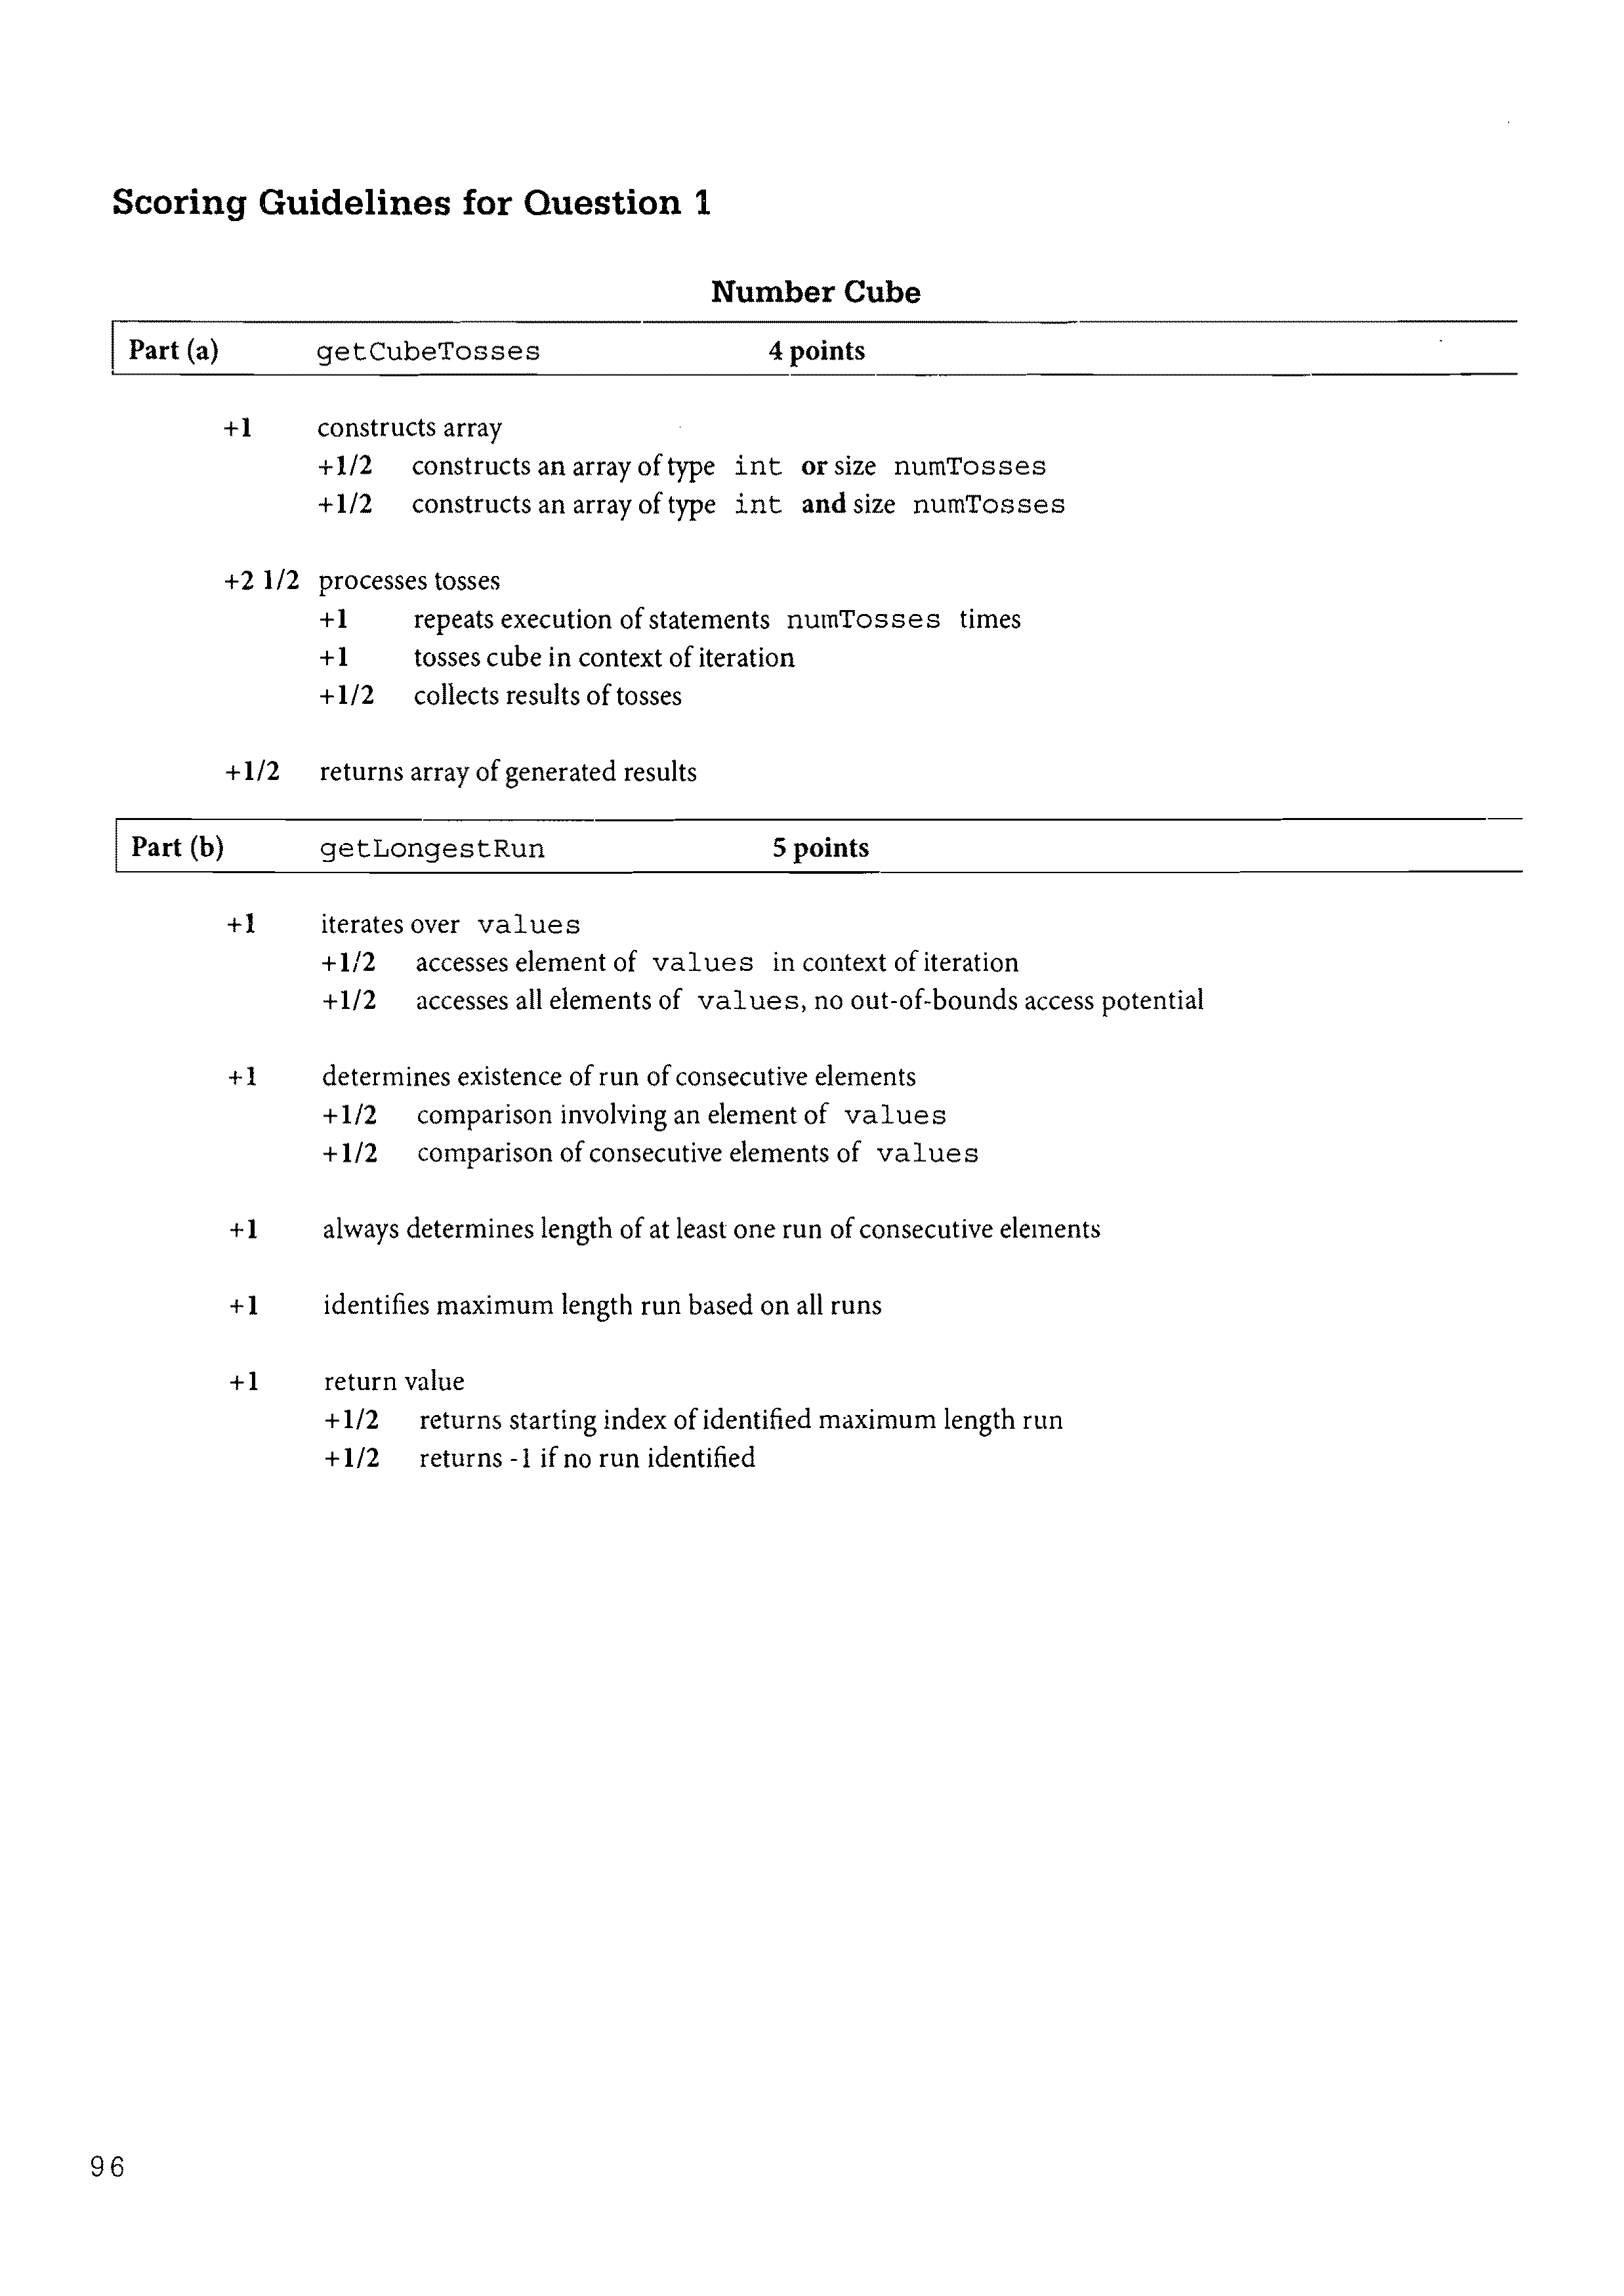 Scoring Guidelines for Question 1
Number Cube
Part (a) getCubeTosses 4 points
+1 constructs array
+1/2 constructs an array of type int or size numTosses
+1/2 constructs an array of type int and size numTosses
+2 1/2 processes tosses
+1 repeats execution of statements numTosses times
+1 tosses cube in context of iteration
+1/2 collects results of tosses
+1/2 returns array of generated results
Part (b) getLongestRun 5 points
+1 iterates over values
+1/2 accesses element of values in context of iteration
+1/2 accesses all elements of values, no out-of-bounds access potential
+1 determines existence of run of consecutive elements
+1/2 comparison involving an element of values
+1/2 comparison of consecutive elements of values
+1 always determines length of at least one run of consecutive elements
+1 identifies maximum length run based on all runs
+1 return value
+1/2 returns starting index of identified maximum length run
+1/2 returns -1 if no run identified
96